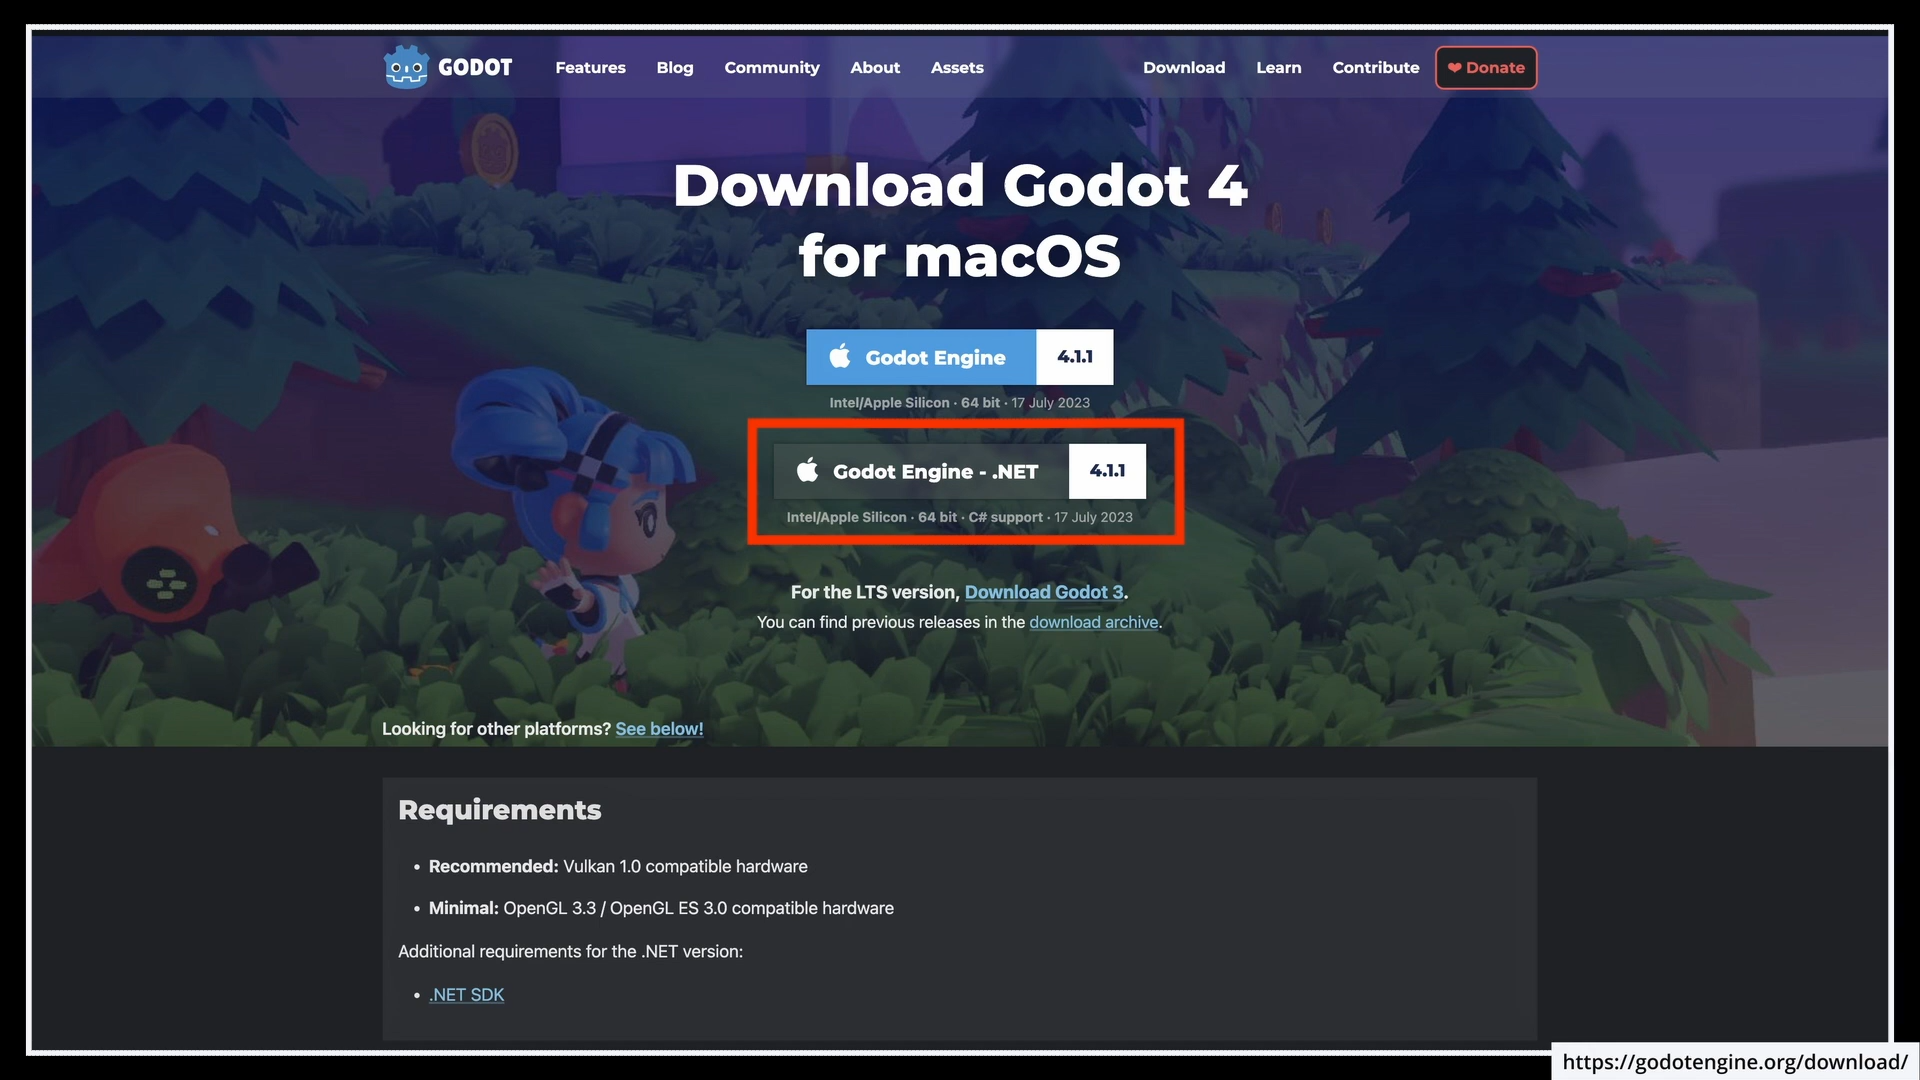 GODOT
Features Blog Community About Assets
Download Learn Contribute ❤ Donate
Download Godot 4
for macOS
Godot Engine 4.1.1
Intel/Apple Silicon · 64 bit · 17 July 2023
Godot Engine - .NET 4.1.1
Intel/Apple Silicon · 64 bit · C# support · 17 July 2023
For the LTS version, Download Godot 3.
You can find previous releases in the download archive.
Looking for other platforms? See below!
Requirements
• Recommended: Vulkan 1.0 compatible hardware
• Minimal: OpenGL 3.3 / OpenGL ES 3.0 compatible hardware
Additional requirements for the .NET version:
• .NET SDK
https://godotengine.org/download/